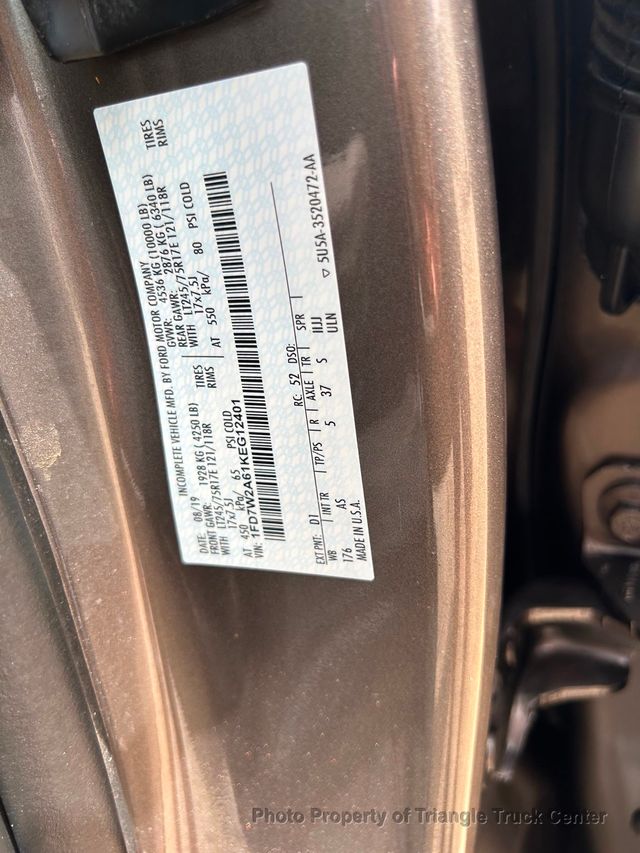 INCOMPLETE VEHICLE MFD. BY FORD MOTOR COMPANY
DATE: 08/19 GVWR: 4536 KG (10000 LB)
FRONT GAWR: 1928 KG (4250 LB) REAR GAWR: 2876 KG (6340 LB)
WITH LT245/75R17E 121/118R TIRES WITH LT245/75R17E 121/118R TIRES
17x7.5J RIMS 17x7.5J RIMS
AT 450 kPa/ 65 PSI COLD AT 550 kPa/ 80 PSI COLD
VIN: 1FD7W2A61KEG12401
EXT PNT: D1 RC: 52 DSO:
WB INT TR TP/PS R AXLE TR SPR
176 AS 5 37 S IIIJJ
MADE IN U.S.A. ULN
▽ 5U5A-3520472-AA
Photo Property of Triangle Truck Center